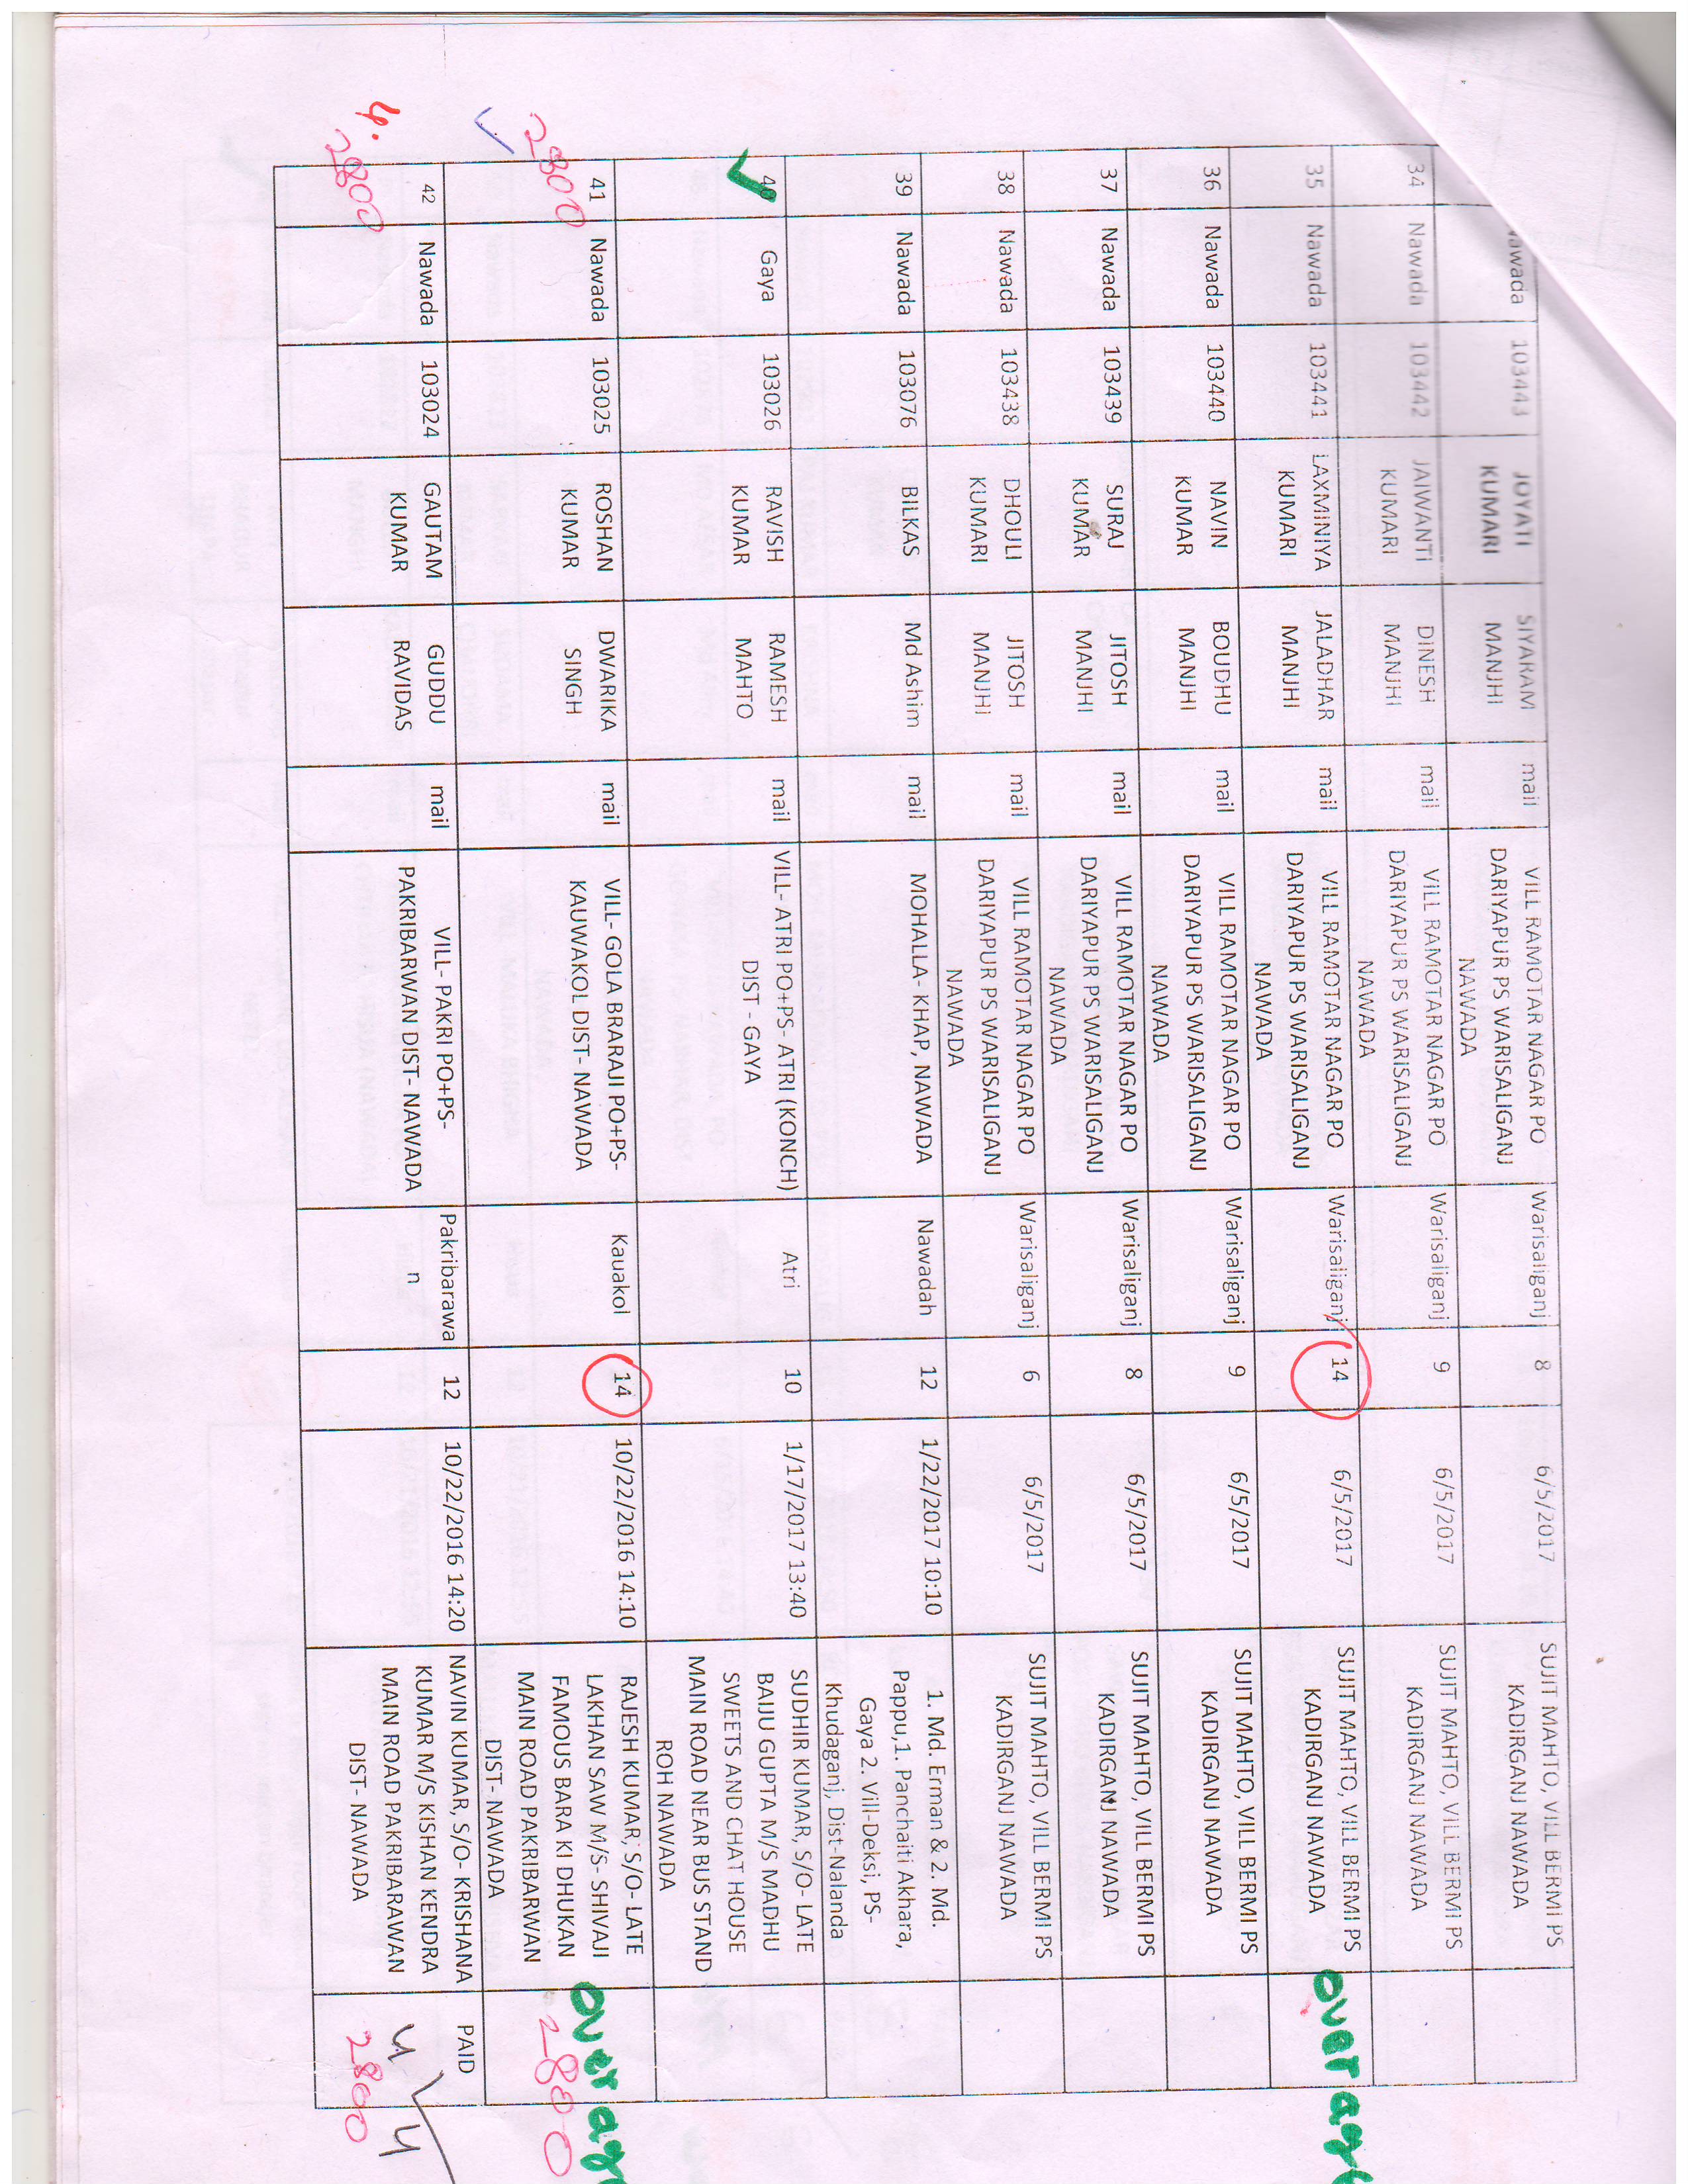 awada 103443 JOYATI KUMARI SIYARAM MANJHI mail VILL RAMOTAR NAGAR PO DARIYAPUR PS WARISALIGANJ NAWADA Warisaliganj 8 6/5/2017 SUJIT MAHTO, VILL BERMI PS KADIRGANJ NAWADA
34 Nawada 103442 JAIWANTI KUMARI DINESH MANJHI mail VILL RAMOTAR NAGAR PO DARIYAPUR PS WARISALIGANJ NAWADA Warisaliganj 9 6/5/2017 SUJIT MAHTO, VILL BERMI PS KADIRGANJ NAWADA
35 Nawada 103441 LAXMINIYA KUMARI JALADHAR MANJHI mail VILL RAMOTAR NAGAR PO DARIYAPUR PS WARISALIGANJ NAWADA Warisaliganj 14 6/5/2017 SUJIT MAHTO, VILL BERMI PS KADIRGANJ NAWADA over age
36 Nawada 103440 NAVIN KUMAR BOUDHU MANJHI mail VILL RAMOTAR NAGAR PO DARIYAPUR PS WARISALIGANJ NAWADA Warisaliganj 9 6/5/2017 SUJIT MAHTO, VILL BERMI PS KADIRGANJ NAWADA
37 Nawada 103439 SURAJ KUMAR JITOSH MANJHI mail VILL RAMOTAR NAGAR PO DARIYAPUR PS WARISALIGANJ NAWADA Warisaliganj 8 6/5/2017 SUJIT MAHTO, VILL BERMI PS KADIRGANJ NAWADA
38 Nawada 103438 DHOULI KUMARI JITOSH MANJHI mail VILL RAMOTAR NAGAR PO DARIYAPUR PS WARISALIGANJ NAWADA Warisaliganj 6 6/5/2017 SUJIT MAHTO, VILL BERMI PS KADIRGANJ NAWADA
39 Nawada 103076 BILKAS Md Ashim mail MOHALLA- KHAP, NAWADA Nawadah 12 1/22/2017 10:10 1. Md. Erman & 2. Md. Pappu,1. Panchaiti Akhara, Gaya 2. Vill-Deksi, PS- Khudaganj, Dist-Nalanda
40 Gaya 103026 RAVISH KUMAR RAMESH MAHTO mail VILL- ATRI PO+PS- ATRI (KONCH) DIST - GAYA Atri 10 1/17/2017 13:40 SUDHIR KUMAR, S/O- LATE BAIJU GUPTA M/S MADHU SWEETS AND CHAT HOUSE MAIN ROAD NEAR BUS STAND ROH NAWADA
2800 41 Nawada 103025 ROSHAN KUMAR DWARIKA SINGH mail VILL- GOLA BRARAJI PO+PS- KAUWAKOL DIST- NAWADA Kauakol 14 10/22/2016 14:10 RAJESH KUMAR, S/O- LATE LAKHAN SAW M/S- SHIVAJI FAMOUS BARA KI DHUKAN MAIN ROAD PAKRIBARWAN DIST- NAWADA over age 2800
4. 2800 42 Nawada 103024 GAUTAM KUMAR GUDDU RAVIDAS mail VILL- PAKRI PO+PS- PAKRIBARWAN DIST- NAWADA Pakribarawa n 12 10/22/2016 14:20 NAVIN KUMAR, S/O- KRISHANA KUMAR M/S KISHAN KENDRA MAIN ROAD PAKRIBARAWAN DIST- NAWADA PAID 4 4 2800